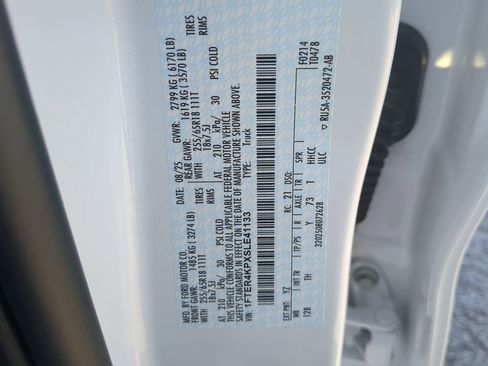 MFD. BY FORD MOTOR CO.
DATE: 08/25 GVWR: 2799 KG ( 6170 LB)
FRONT GAWR: 1485 KG ( 3274 LB) REAR GAWR: 1619 KG ( 3570 LB)
WITH 255/65R18 111T TIRES WITH 255/65R18 111T TIRES
18x7.5J RIMS 18x7.5J RIMS
AT 210 kPa/ 30 PSI COLD AT 210 kPa/ 30 PSI COLD
THIS VEHICLE CONFORMS TO ALL APPLICABLE FEDERAL MOTOR VEHICLE
SAFETY STANDARDS IN EFFECT ON THE DATE OF MANUFACTURE SHOWN ABOVE.
VIN: 1FTER4KPXSLE41133
TYPE: Truck
F0214
T0478
EXT PNT: YZ RC: 21 DSO:
WB INT TR TP/PS R AXLE TR SPR
128 TH Y 73 T HHCC
ULC
3202508072628
▽ RU5A-3520472-AB